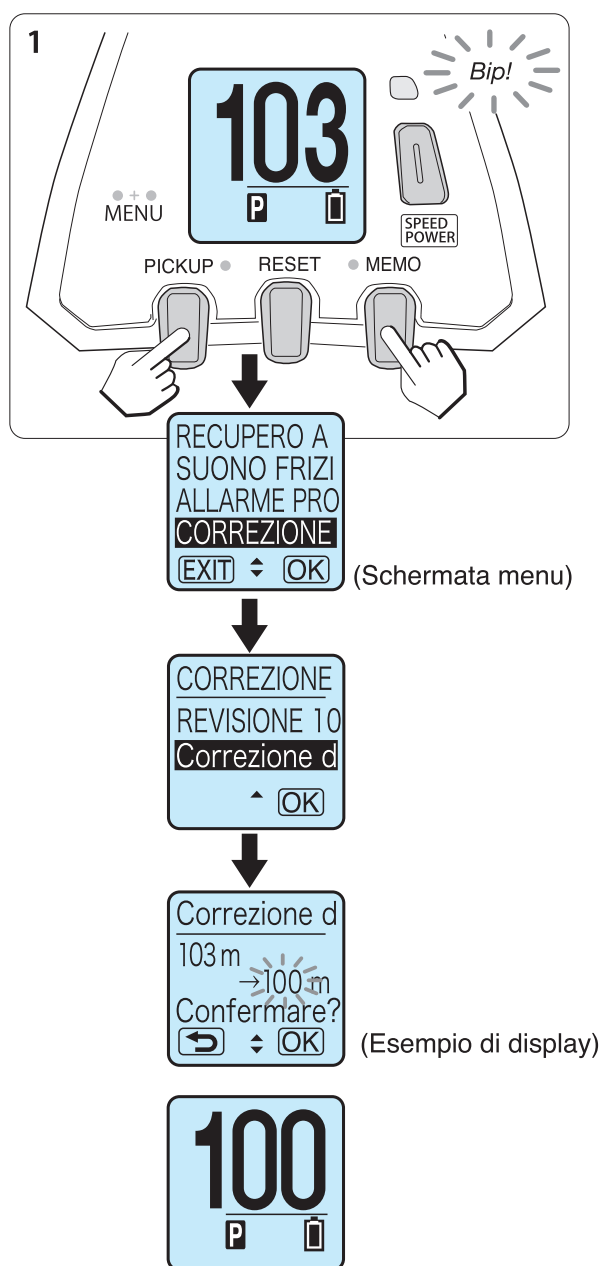 1
Bip!
103
P
MENU
SPEED
POWER
PICKUP
RESET
MEMO
RECUPERO A
SUONO FRIZI
ALLARME PRO
CORREZIONE
EXIT OK
(Schermata menu)
CORREZIONE
REVISIONE 10
Correzione d
OK
Correzione d
103 m
→100 m
Confermare?
OK
(Esempio di display)
100
P